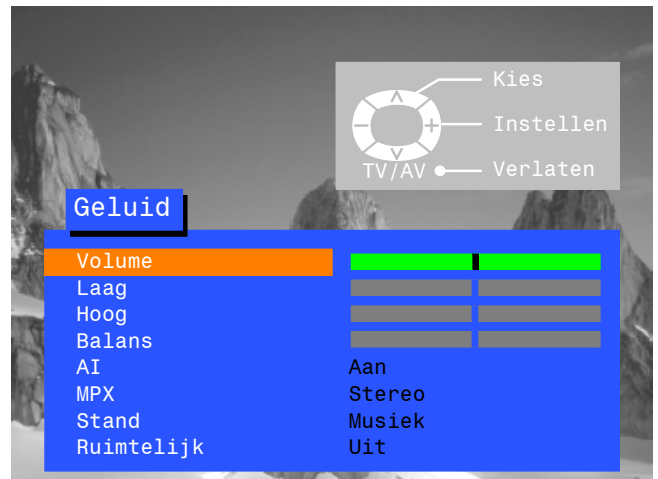 Kies
Instellen
TV/AV Verlaten
Geluid
Volume
Laag
Hoog
Balans
AI Aan
MPX Stereo
Stand Musiek
Ruimtelijk Uit